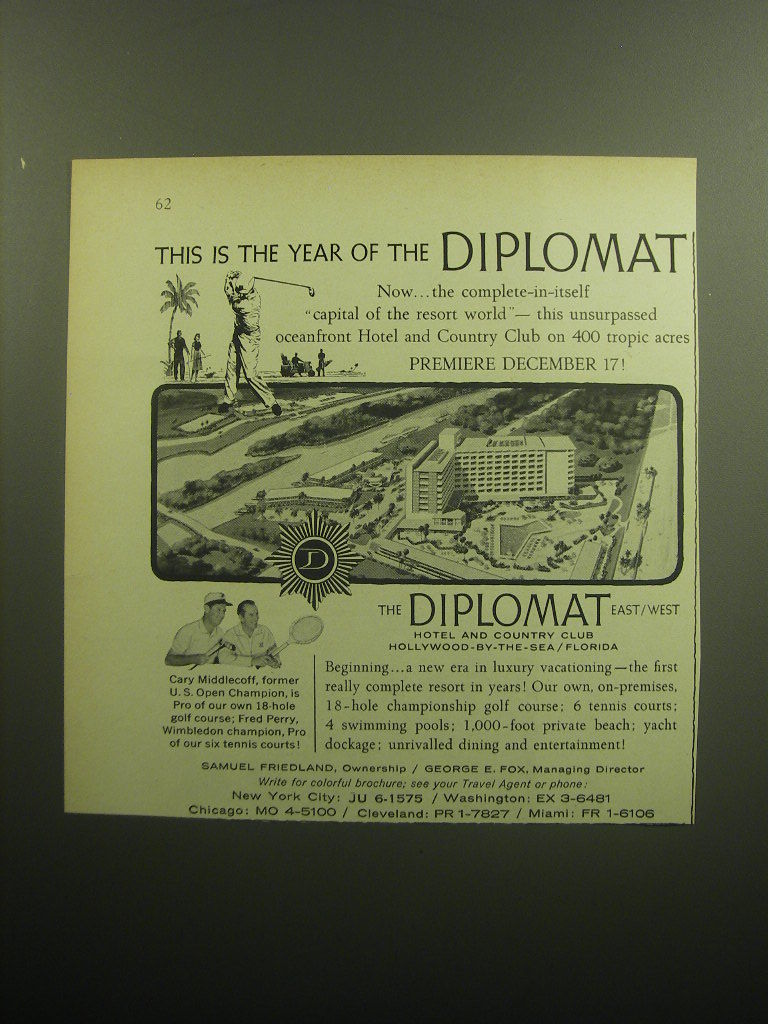 62
THIS IS THE YEAR OF THE DIPLOMAT
Now...the complete-in-itself
"capital of the resort world"— this unsurpassed
oceanfront Hotel and Country Club on 400 tropic acres
PREMIERE DECEMBER 17!
D
THE DIPLOMAT EAST/WEST
HOTEL AND COUNTRY CLUB
HOLLYWOOD-BY-THE-SEA/FLORIDA
Cary Middlecoff, former
U.S. Open Champion, is
Pro of our own 18-hole
golf course; Fred Perry,
Wimbledon champion, Pro
of our six tennis courts!
Beginning...a new era in luxury vacationing—the first
really complete resort in years! Our own, on-premises,
18-hole championship golf course; 6 tennis courts;
4 swimming pools; 1,000-foot private beach; yacht
dockage; unrivalled dining and entertainment!
SAMUEL FRIEDLAND, Ownership / GEORGE E. FOX, Managing Director
Write for colorful brochure; see your Travel Agent or phone:
New York City: JU 6-1575 / Washington: EX 3-6481
Chicago: MO 4-5100 / Cleveland: PR 1-7827 / Miami: FR 1-6106